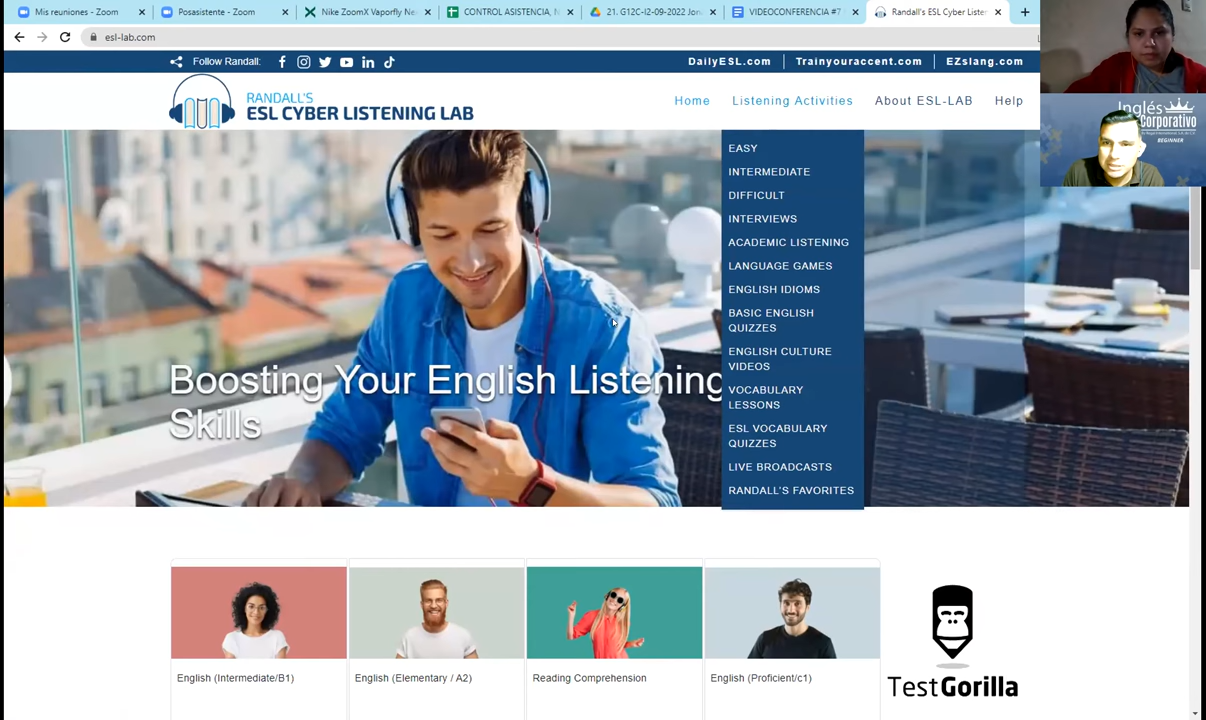 Mis reuniones - Zoom
Posasistente - Zoom
Nike ZoomX Vaporfly Ne
CONTROL ASISTENCIA, N
21. G12C-I2-09-2022 Jor
VIDEOCONFERENCIA #7
Randall's ESL Cyber Lister
esl-lab.com
Follow Randall:
DailyESL.com
Trainyouraccent.com
EZslang.com
RANDALL'S
ESL CYBER LISTENING LAB
Home
Listening Activities
About ESL-LAB
Help
Inglés
Corporativo
BEGINNER
EASY
INTERMEDIATE
DIFFICULT
INTERVIEWS
ACADEMIC LISTENING
LANGUAGE GAMES
ENGLISH IDIOMS
BASIC ENGLISH
QUIZZES
ENGLISH CULTURE
VIDEOS
VOCABULARY
LESSONS
ESL VOCABULARY
QUIZZES
LIVE BROADCASTS
RANDALL'S FAVORITES
Boosting Your English Listening
Skills
English (Intermediate/B1)
English (Elementary / A2)
Reading Comprehension
English (Proficient/c1)
TestGorilla